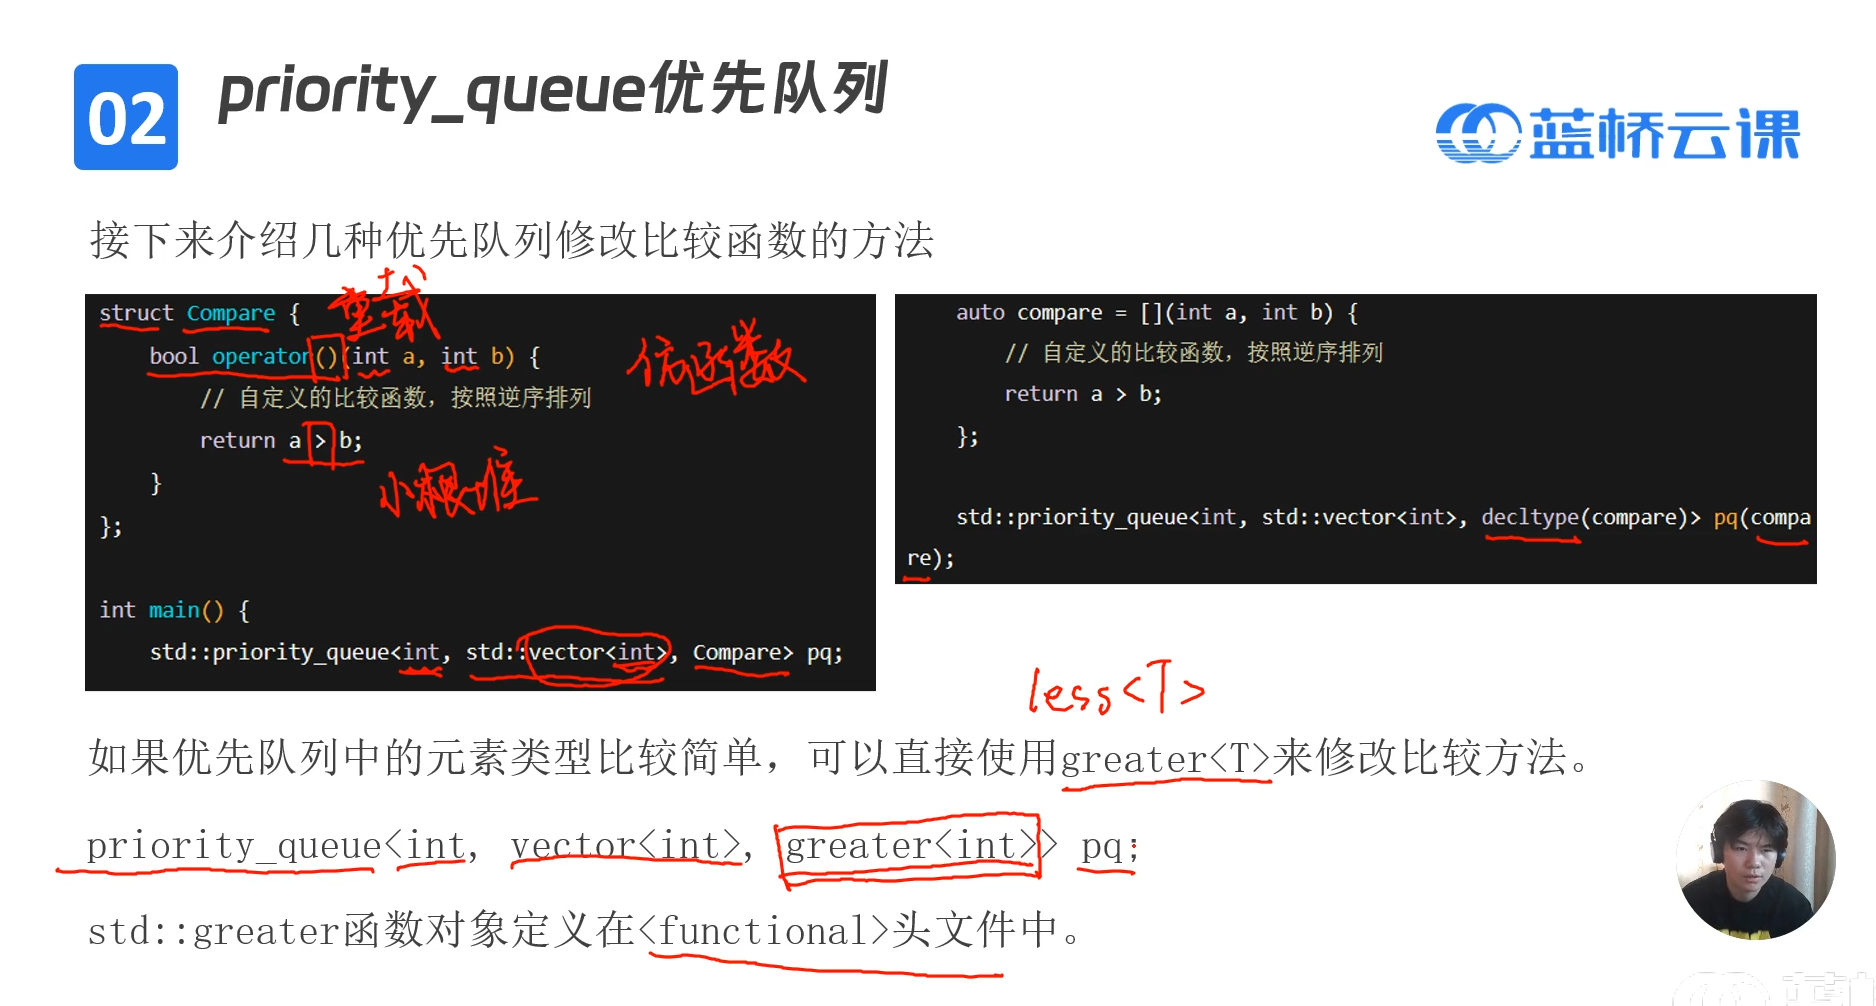 02
priority_queue优先队列
蓝桥云课
接下来介绍几种优先队列修改比较函数的方法
struct Compare {
重载
bool operator()(int a, int b) {
仿函数
// 自定义的比较函数，按照逆序排列
return a > b;
小根堆
}
};
int main() {
std::priority_queue<int, std::vector<int>, Compare> pq;
auto compare = [](int a, int b) {
// 自定义的比较函数，按照逆序排列
return a > b;
};
std::priority_queue<int, std::vector<int>, decltype(compare)> pq(compa
re);
less<T>
如果优先队列中的元素类型比较简单，可以直接使用greater<T>来修改比较方法。
priority_queue<int, vector<int>, greater<int>> pq;
std::greater函数对象定义在<functional>头文件中。